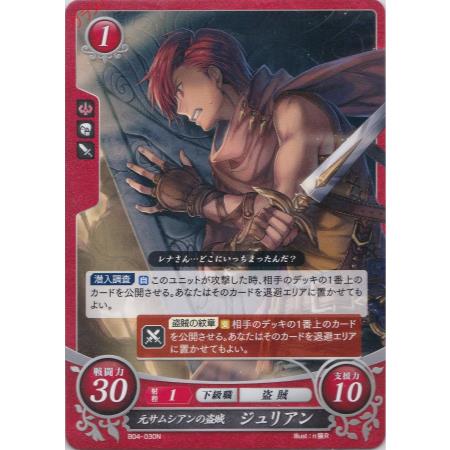 1
レナさん…どこにいっちまったんだ?
潜入調査 自 このユニットが攻撃した時、相手のデッキの1番上の
カードを公開させる。あなたはそのカードを退避エリアに置かせてもよい。
盗賊の紋章 攻 相手のデッキの1番上のカード
を公開させる。あなたはそのカードを退避エリア
に置かせてもよい。
戦闘力
30
射程 1
下級職
盗賊
支援力
10
元サムシアンの盗賊 ジュリアン
B04-030N